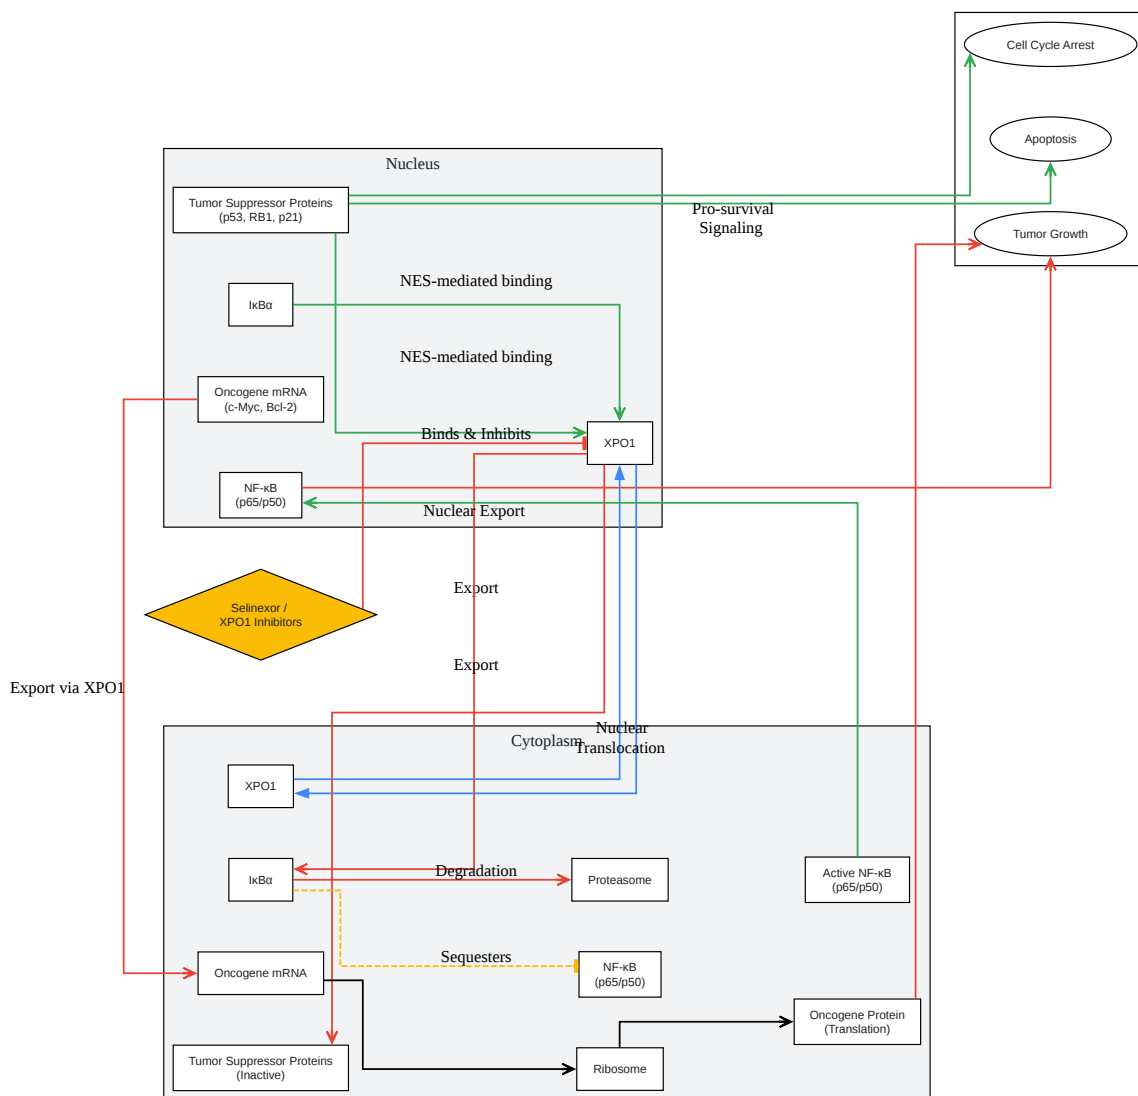 Cell Cycle Arrest
Apoptosis
Nucleus
Tumor Suppressor Proteins
(p53, RB1, p21)
Pro-survival
Signaling
Tumor Growth
NES-mediated binding
IκBα
NES-mediated binding
Oncogene mRNA
(c-Myc, Bcl-2)
Binds & Inhibits
XPO1
NF-κB
(p65/p50)
Nuclear Export
Export
Selinexor /
XPO1 Inhibitors
Export
Export via XPO1
Nuclear
Translocation
Cytoplasm
XPO1
IκBα
Degradation
Proteasome
Active NF-κB
(p65/p50)
Sequesters
Oncogene mRNA
NF-κB
(p65/p50)
Oncogene Protein
(Translation)
Tumor Suppressor Proteins
(Inactive)
Ribosome